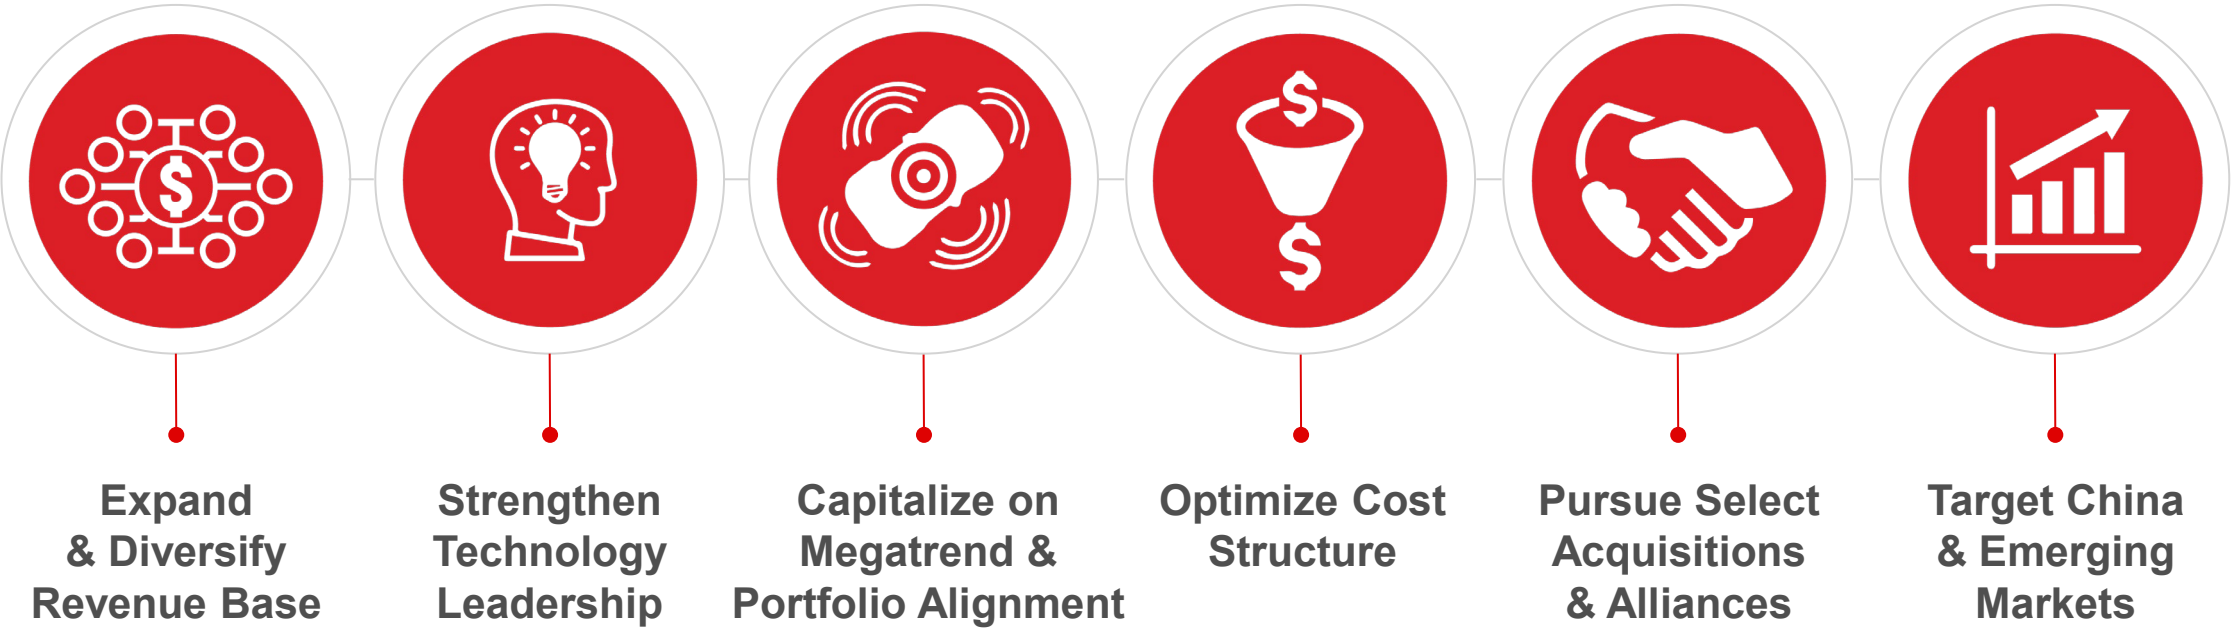 $
$
$
Expand
& Diversify
Revenue Base
Strengthen
Technology
Leadership
Capitalize on
Megatrend &
Portfolio Alignment
Optimize Cost
Structure
Pursue Select
Acquisitions
& Alliances
Target China
& Emerging
Markets